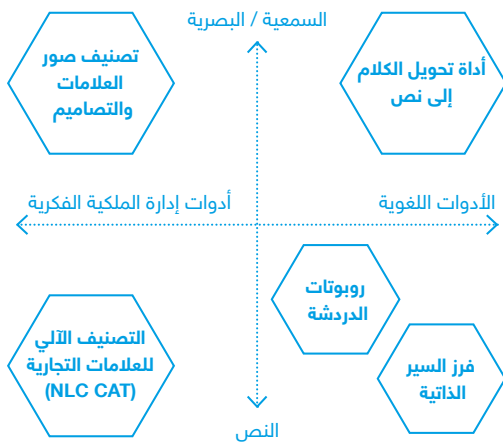 السمعية / البصرية
أداة تحويل الكلام
إلى نص
تصنيف صور
العلامات
والتصاميم
الأدوات اللغوية
أدوات إدارة الملكية الفكرية
روبوتات
الدردشة
فرز السير
الذاتية
التصنيف الآلي
للعلامات التجارية
(NLC CAT)
النص